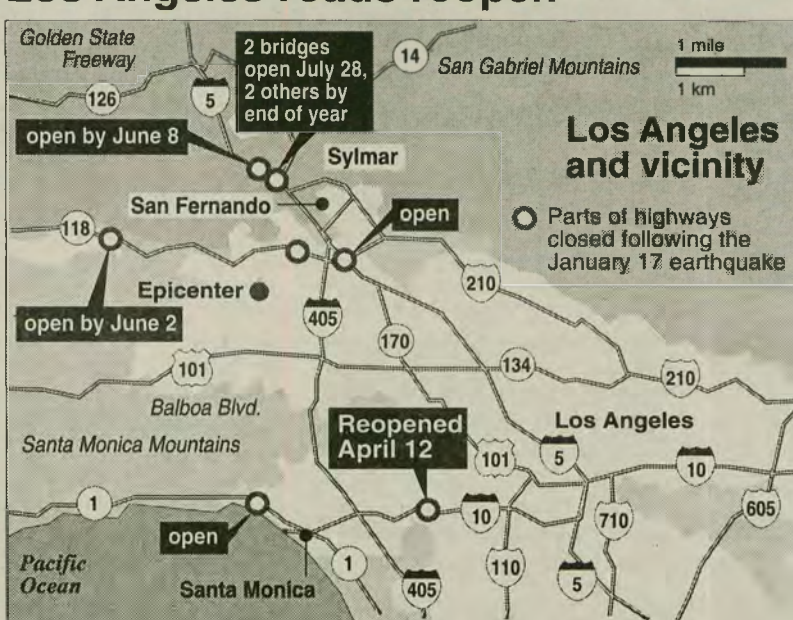 Los Angeles roads reopen
Golden State
Freeway
126
5
2 bridges
open July 28,
2 others by
end of year
14
San Gabriel Mountains
1 mile
1 km
Los Angeles
and vicinity
Parts of highways
closed following the
January 17 earthquake
open by June 8
Sylmar
San Fernando
open
118
Epicenter
210
open by June 2
405
170
101
134
210
Balboa Blvd.
Santa Monica Mountains
Reopened
April 12
Los Angeles
101
5
10
1
10
710
605
open
Pacific
Ocean
Santa Monica
1
405
110
5